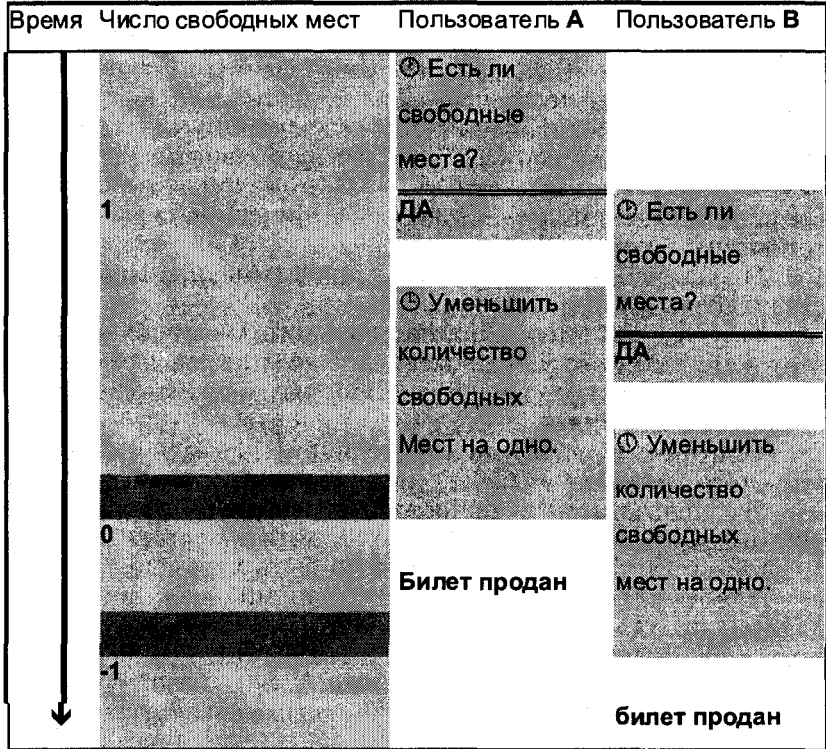 Время Число свободных мест Пользователь A Пользователь B
Есть ли
свободные
места?
1 ДА Есть ли
свободные
Уменьшить места?
количество ДА
свободных
Мест на одно. Уменьшить
количество
0 свободных
Билет продан мест на одно.
-1
билет продан